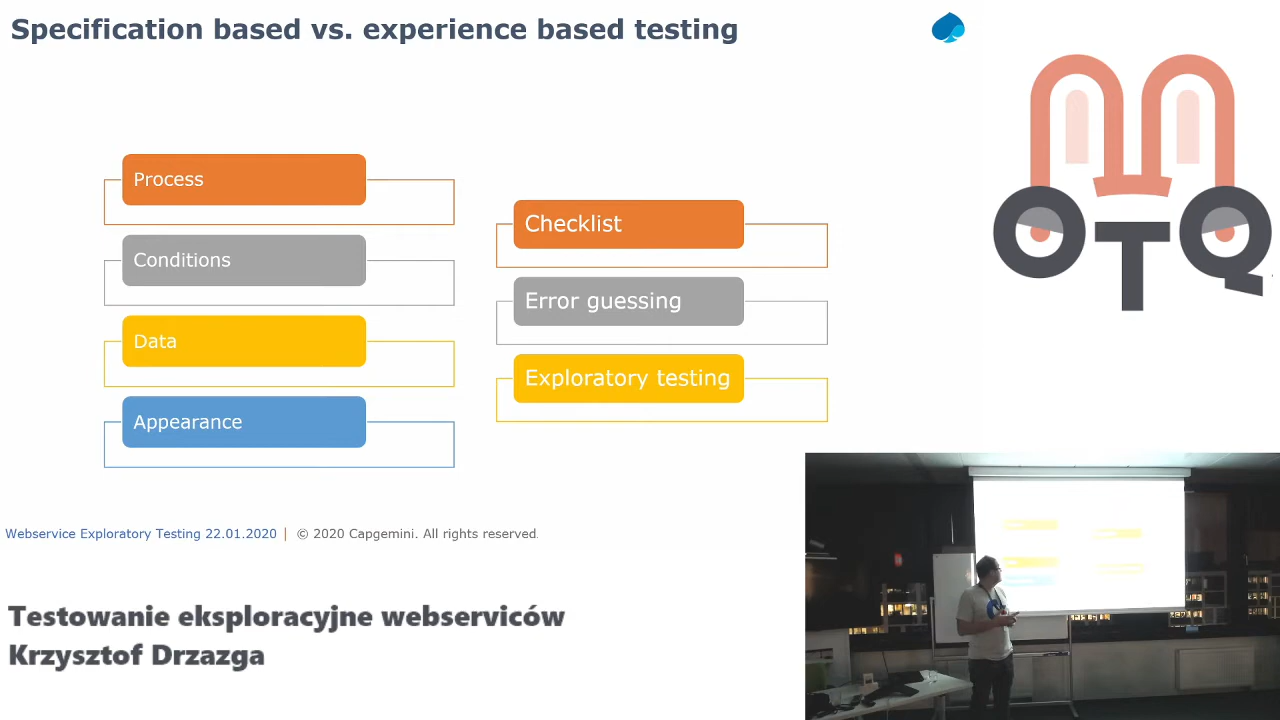 Specification based vs. experience based testing
Process
Conditions
Data
Appearance
Checklist
Error guessing
Exploratory testing
OTQ
Webservice Exploratory Testing 22.01.2020 | © 2020 Capgemini. All rights reserved.
Testowanie eksploracyjne webserviców
Krzysztof Drzazga